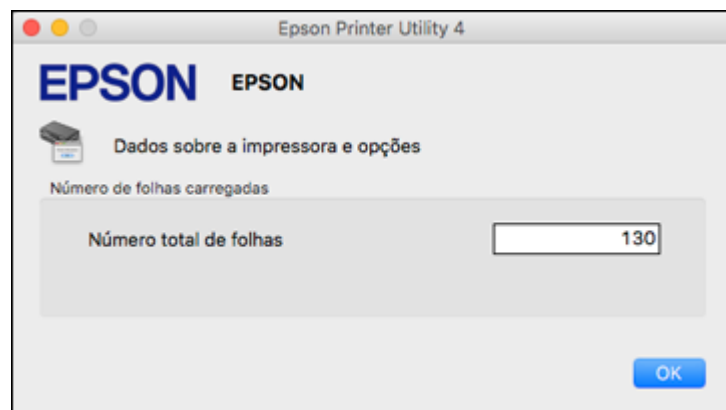 Epson Printer Utility 4
EPSON EPSON
Dados sobre a impressora e opções
Número de folhas carregadas
Número total de folhas 130
OK